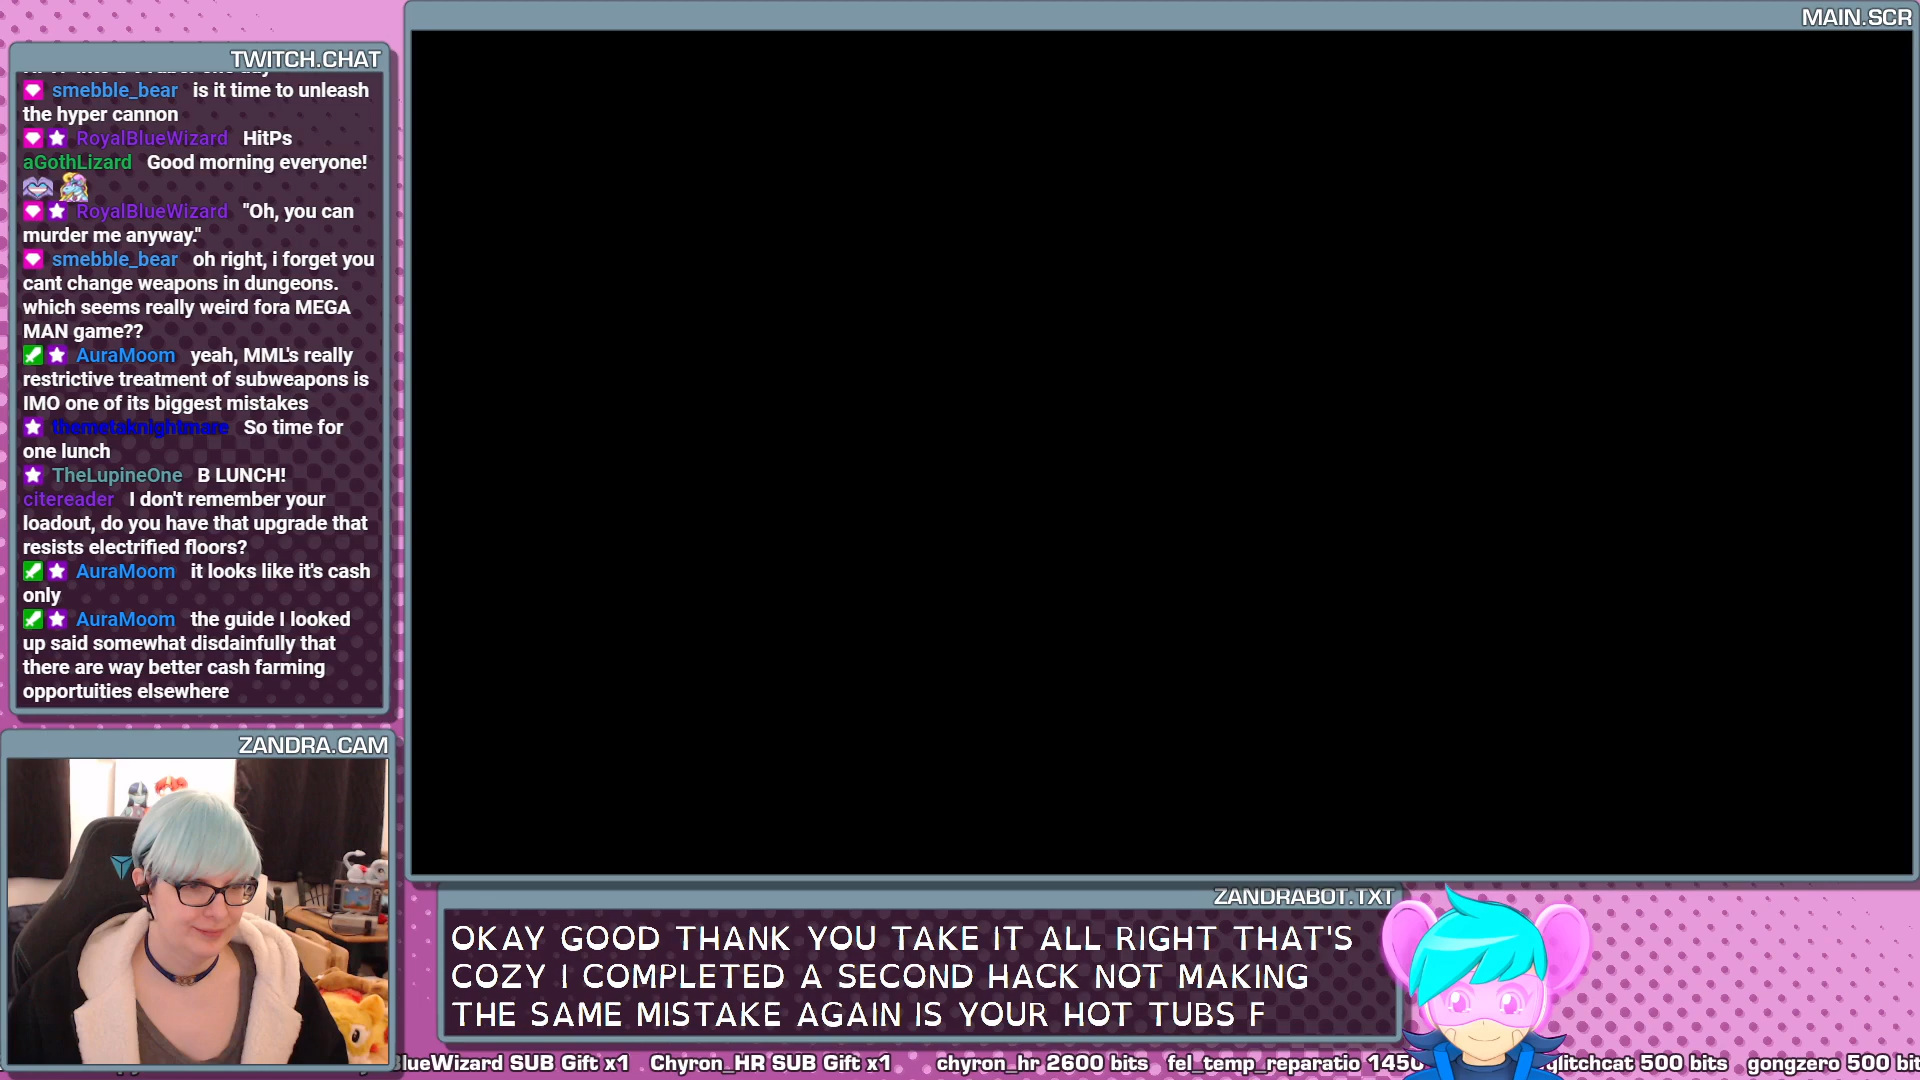 MAIN.SCR
TWITCH.CHAT
smebble_bear is it time to unleash
the hyper cannon
RoyalBlueWizard HitPs
aGothLizard Good morning everyone!
RoyalBlueWizard "Oh, you can
murder me anyway."
smebble_bear oh right, i forget you
cant change weapons in dungeons.
which seems really weird fora MEGA
MAN game??
AuraMoom yeah, MML's really
restrictive treatment of subweapons is
IMO one of its biggest mistakes
themetaknightmare So time for
one lunch
TheLupineOne B LUNCH!
citereader I don't remember your
loadout, do you have that upgrade that
resists electrified floors?
AuraMoom it looks like it's cash
only
AuraMoom the guide I looked
up said somewhat disdainfully that
there are way better cash farming
opportuities elsewhere
ZANDRA.CAM
ZANDRABOT.TXT
OKAY GOOD THANK YOU TAKE IT ALL RIGHT THAT'S
COZY I COMPLETED A SECOND HACK NOT MAKING
THE SAME MISTAKE AGAIN IS YOUR HOT TUBS F
lueWizard SUB Gift x1 Chyron_HR SUB Gift x1 chyron_hr 2600 bits fel_temp_reparatio 1450 glitchcat 500 bits gongzero 500 bit